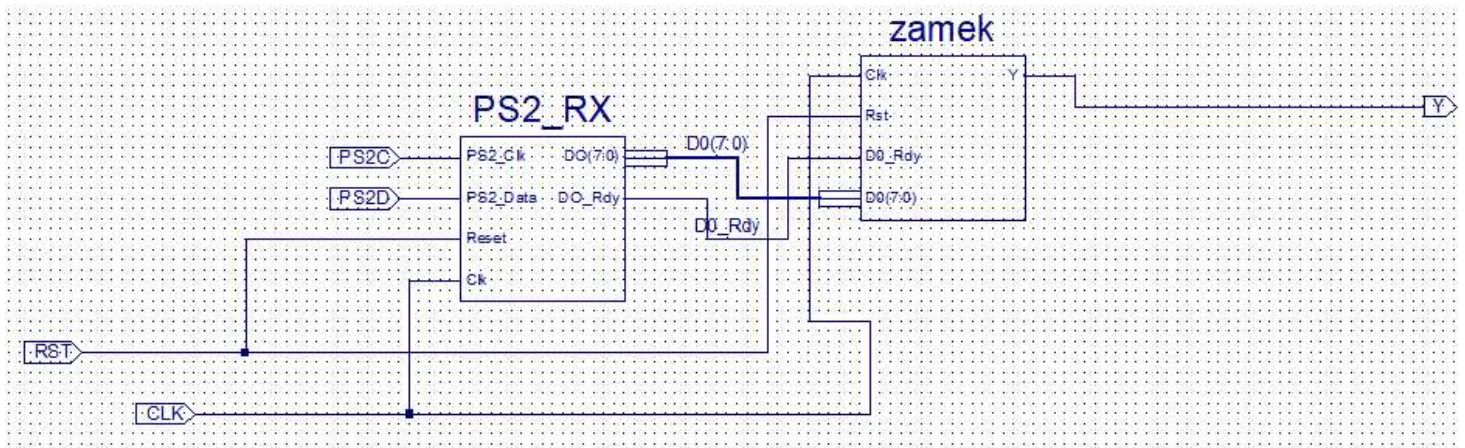 zamek
Clk
Y
Rst
D0_Rdy
D0(7:0)
Y
PS2_RX
PS2C
PS2D
PS2_Clk
DO(7:0)
PS2_Data
DO_Rdy
Reset
Clk
D0(7:0)
D0_Rdy
RST
CLK